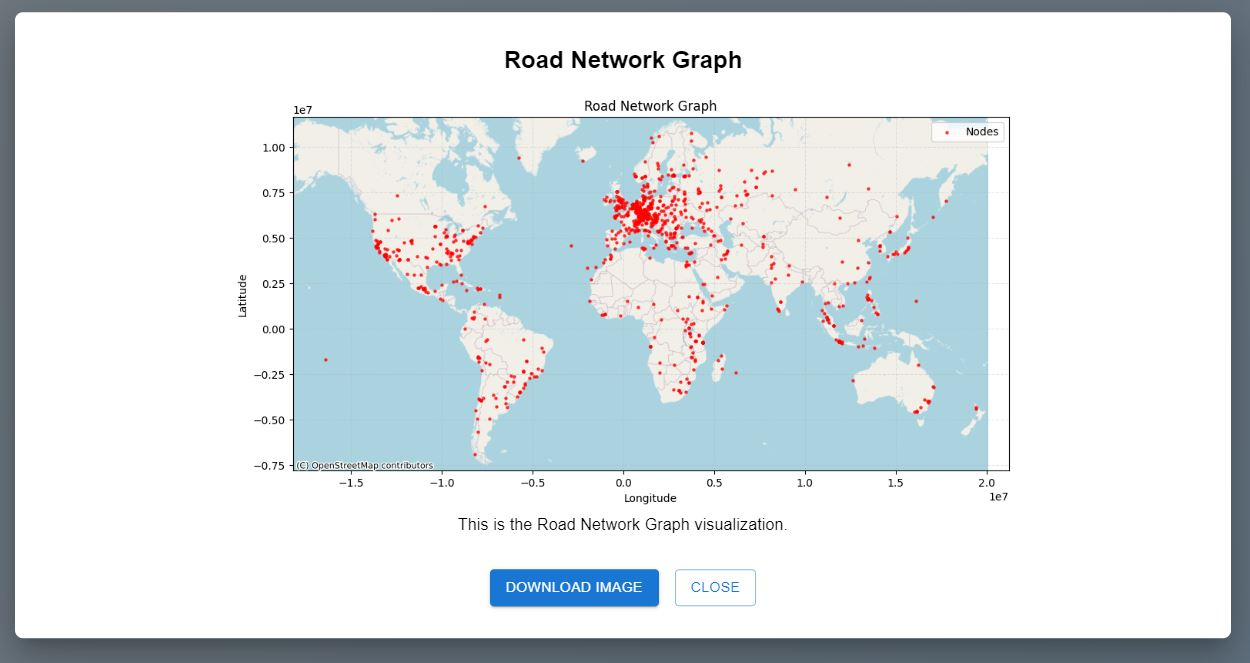 Road Network Graph
Road Network Graph
1e7
Nodes
1.00
0.75
0.50
0.25
0.00
−0.25
−0.50
−0.75
Latitude
(C) OpenStreetMap contributors
−1.5 −1.0 −0.5 0.0 0.5 1.0 1.5 2.0
1e7
Longitude
This is the Road Network Graph visualization.
DOWNLOAD IMAGE CLOSE